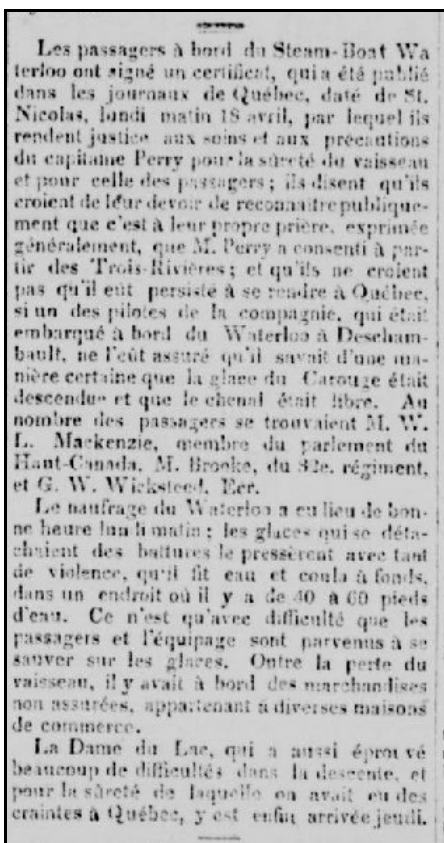 Les passagers à bord du Steam-Boat Wa
terloo ont signé un certificat, qui a été publié
dans les journaux de Québec, daté de St.
Nicolas, lundi matin 18 avril, par lequel ils
rendent justice aux soins et aux précautions
du capitaine Perry pour la sûreté du vaisseau
et pour celle des passagers; ils disent qu'ils
croient de leur devoir de reconnaitre publique-
ment que c'est à leur propre prière, exprimée
généralement, que M. Perry a consenti à par-
tir des Trois-Rivières; et qu'ils ne croient
pas qu'il eût persisté à se rendre à Québec,
si un des pilotes de la compagnie, qui était
embarqué à bord du Waterloo à Descham-
bault, ne l'eût assuré qu'il savait d'une ma-
nière certaine que la glace du Carouge était
descendue et que le chenal était libre. Au
nombre des passagers se trouvaient M. W.
L. Mackenzie, membre du parlement du
Haut-Canada, M. Brooke, du 32e. régiment,
et G. W. Wicksteed, Ecr.
Le naufrage du Waterloo a eu lieu de bon-
ne heure lundi matin; les glaces qui se déta-
chaient des battures le pressèrent avec tant
de violence, qu'il fit eau et coula à fonds,
dans un endroit où il y a de 40 à 60 pieds
d'eau. Ce n'est qu'avec difficulté que les
passagers et l'équipage sont parvenus à se
sauver sur les glaces. Outre la perte du
vaisseau, il y avait à bord des marchandises
non assurées, appartenant à diverses maisons
de commerce.
La Dame du Lac, qui a aussi éprouvé
beaucoup de difficultés dans la descente, et
pour la sûreté de laquelle on avait eu des
craintes à Québec, y est enfin arrivée jeudi.